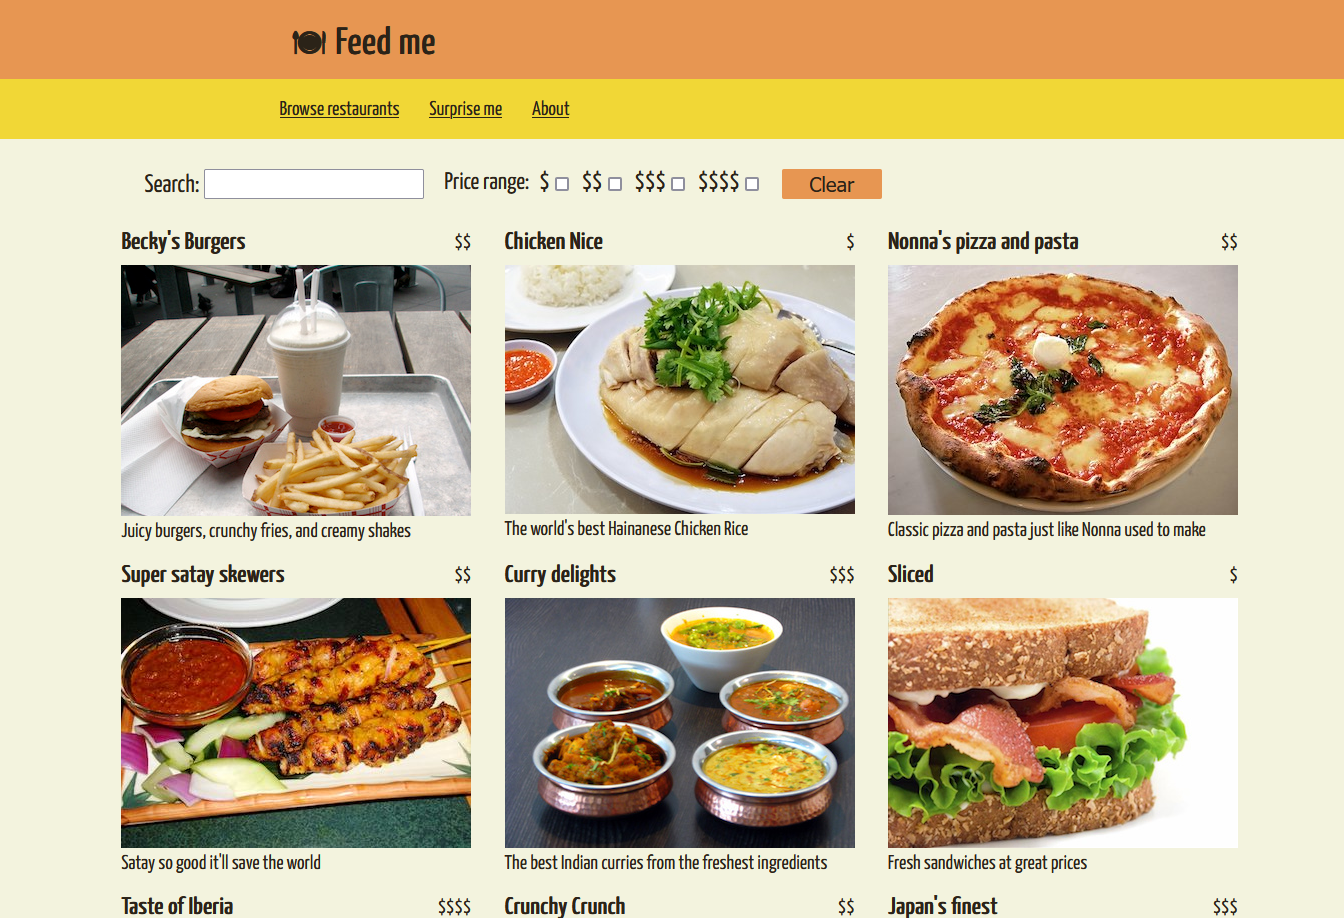 Feed me
Browse restaurants Surprise me About
Search: Price range: $ $$ $$$ $$$$ Clear
Becky's Burgers $$ Chicken Nice $ Nonna's pizza and pasta $$
Juicy burgers, crunchy fries, and creamy shakes The world's best Hainanese Chicken Rice Classic pizza and pasta just like Nonna used to make
Super satay skewers $$ Curry delights $$$ Sliced $
Satay so good it'll save the world The best Indian curries from the freshest ingredients Fresh sandwiches at great prices
Taste of Iberia $$$$ Crunchy Crunch $$ Japan's finest $$$